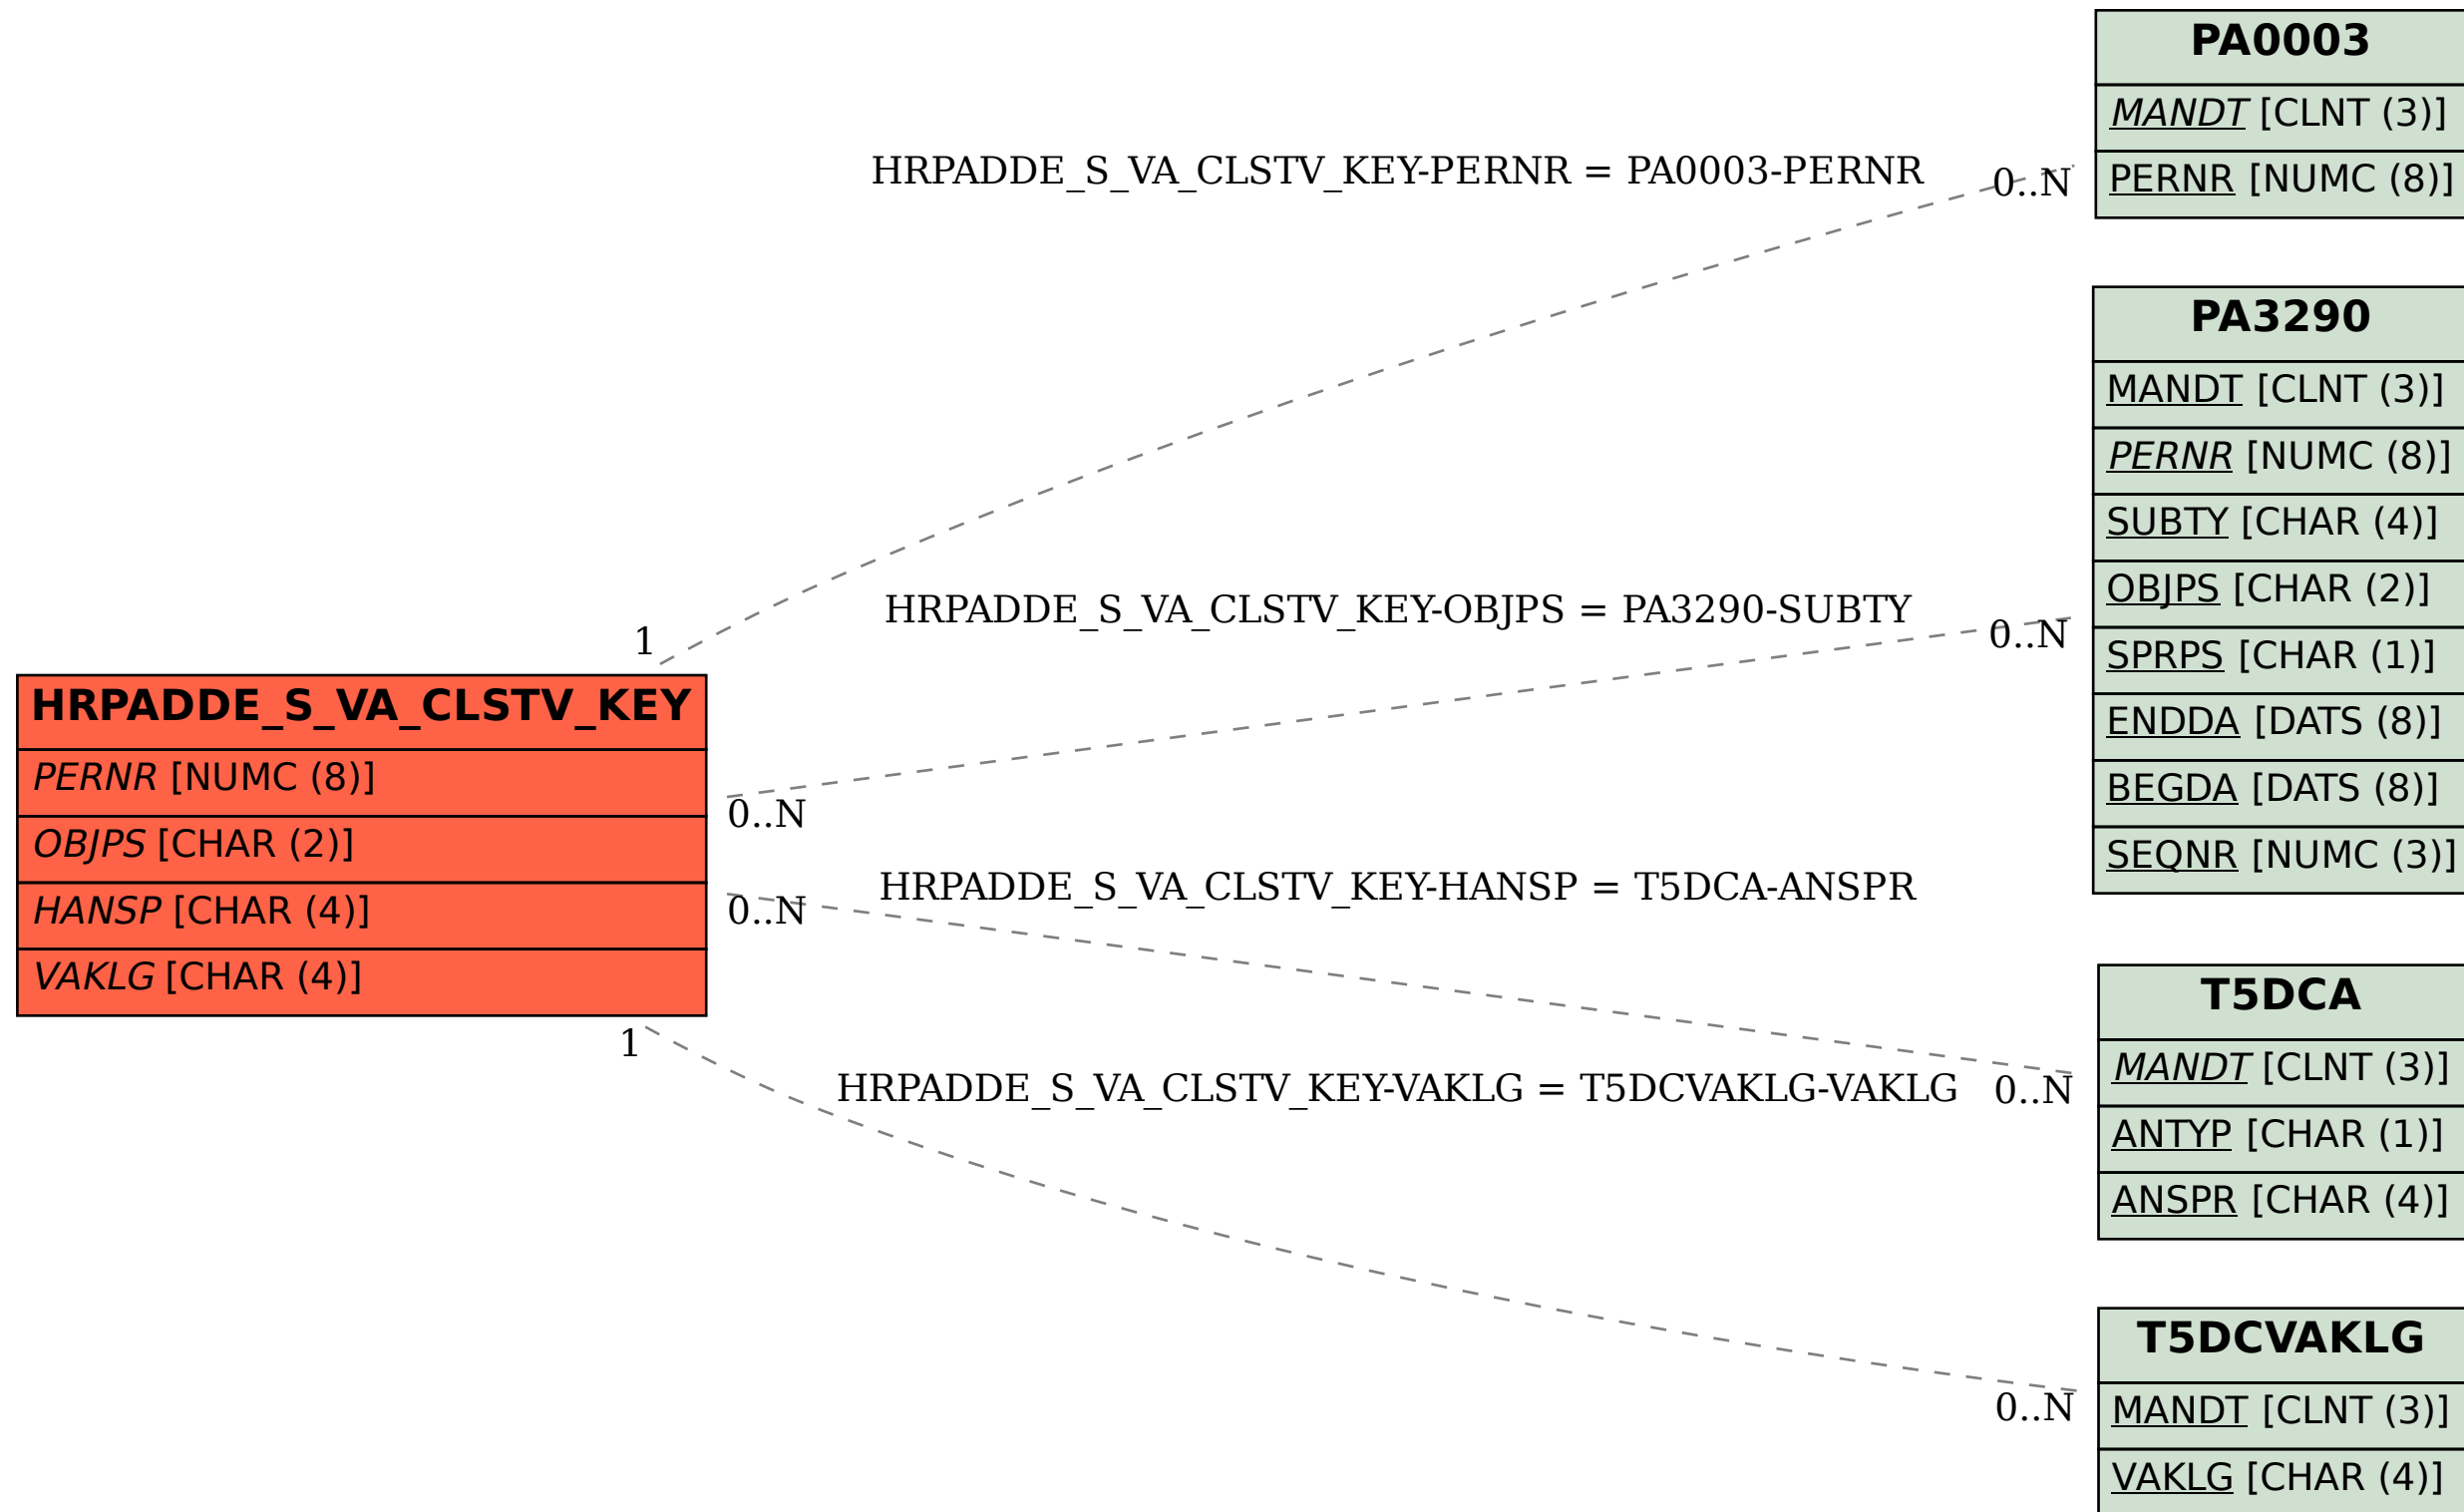 PA0003
MANDT [CLNT (3)]
PERNR [NUMC (8)]
HRPADDE_S_VA_CLSTV_KEY-PERNR = PA0003-PERNR
0..N
1
PA3290
MANDT [CLNT (3)]
PERNR [NUMC (8)]
SUBTY [CHAR (4)]
OBJPS [CHAR (2)]
SPRPS [CHAR (1)]
ENDDA [DATS (8)]
BEGDA [DATS (8)]
SEQNR [NUMC (3)]
HRPADDE_S_VA_CLSTV_KEY-OBJPS = PA3290-SUBTY
0..N
0..N
HRPADDE_S_VA_CLSTV_KEY
PERNR [NUMC (8)]
OBJPS [CHAR (2)]
HANSP [CHAR (4)]
VAKLG [CHAR (4)]
HRPADDE_S_VA_CLSTV_KEY-HANSP = T5DCA-ANSPR
0..N
0..N
T5DCA
MANDT [CLNT (3)]
ANTYP [CHAR (1)]
ANSPR [CHAR (4)]
1
HRPADDE_S_VA_CLSTV_KEY-VAKLG = T5DCVAKLG-VAKLG
0..N
T5DCVAKLG
MANDT [CLNT (3)]
VAKLG [CHAR (4)]